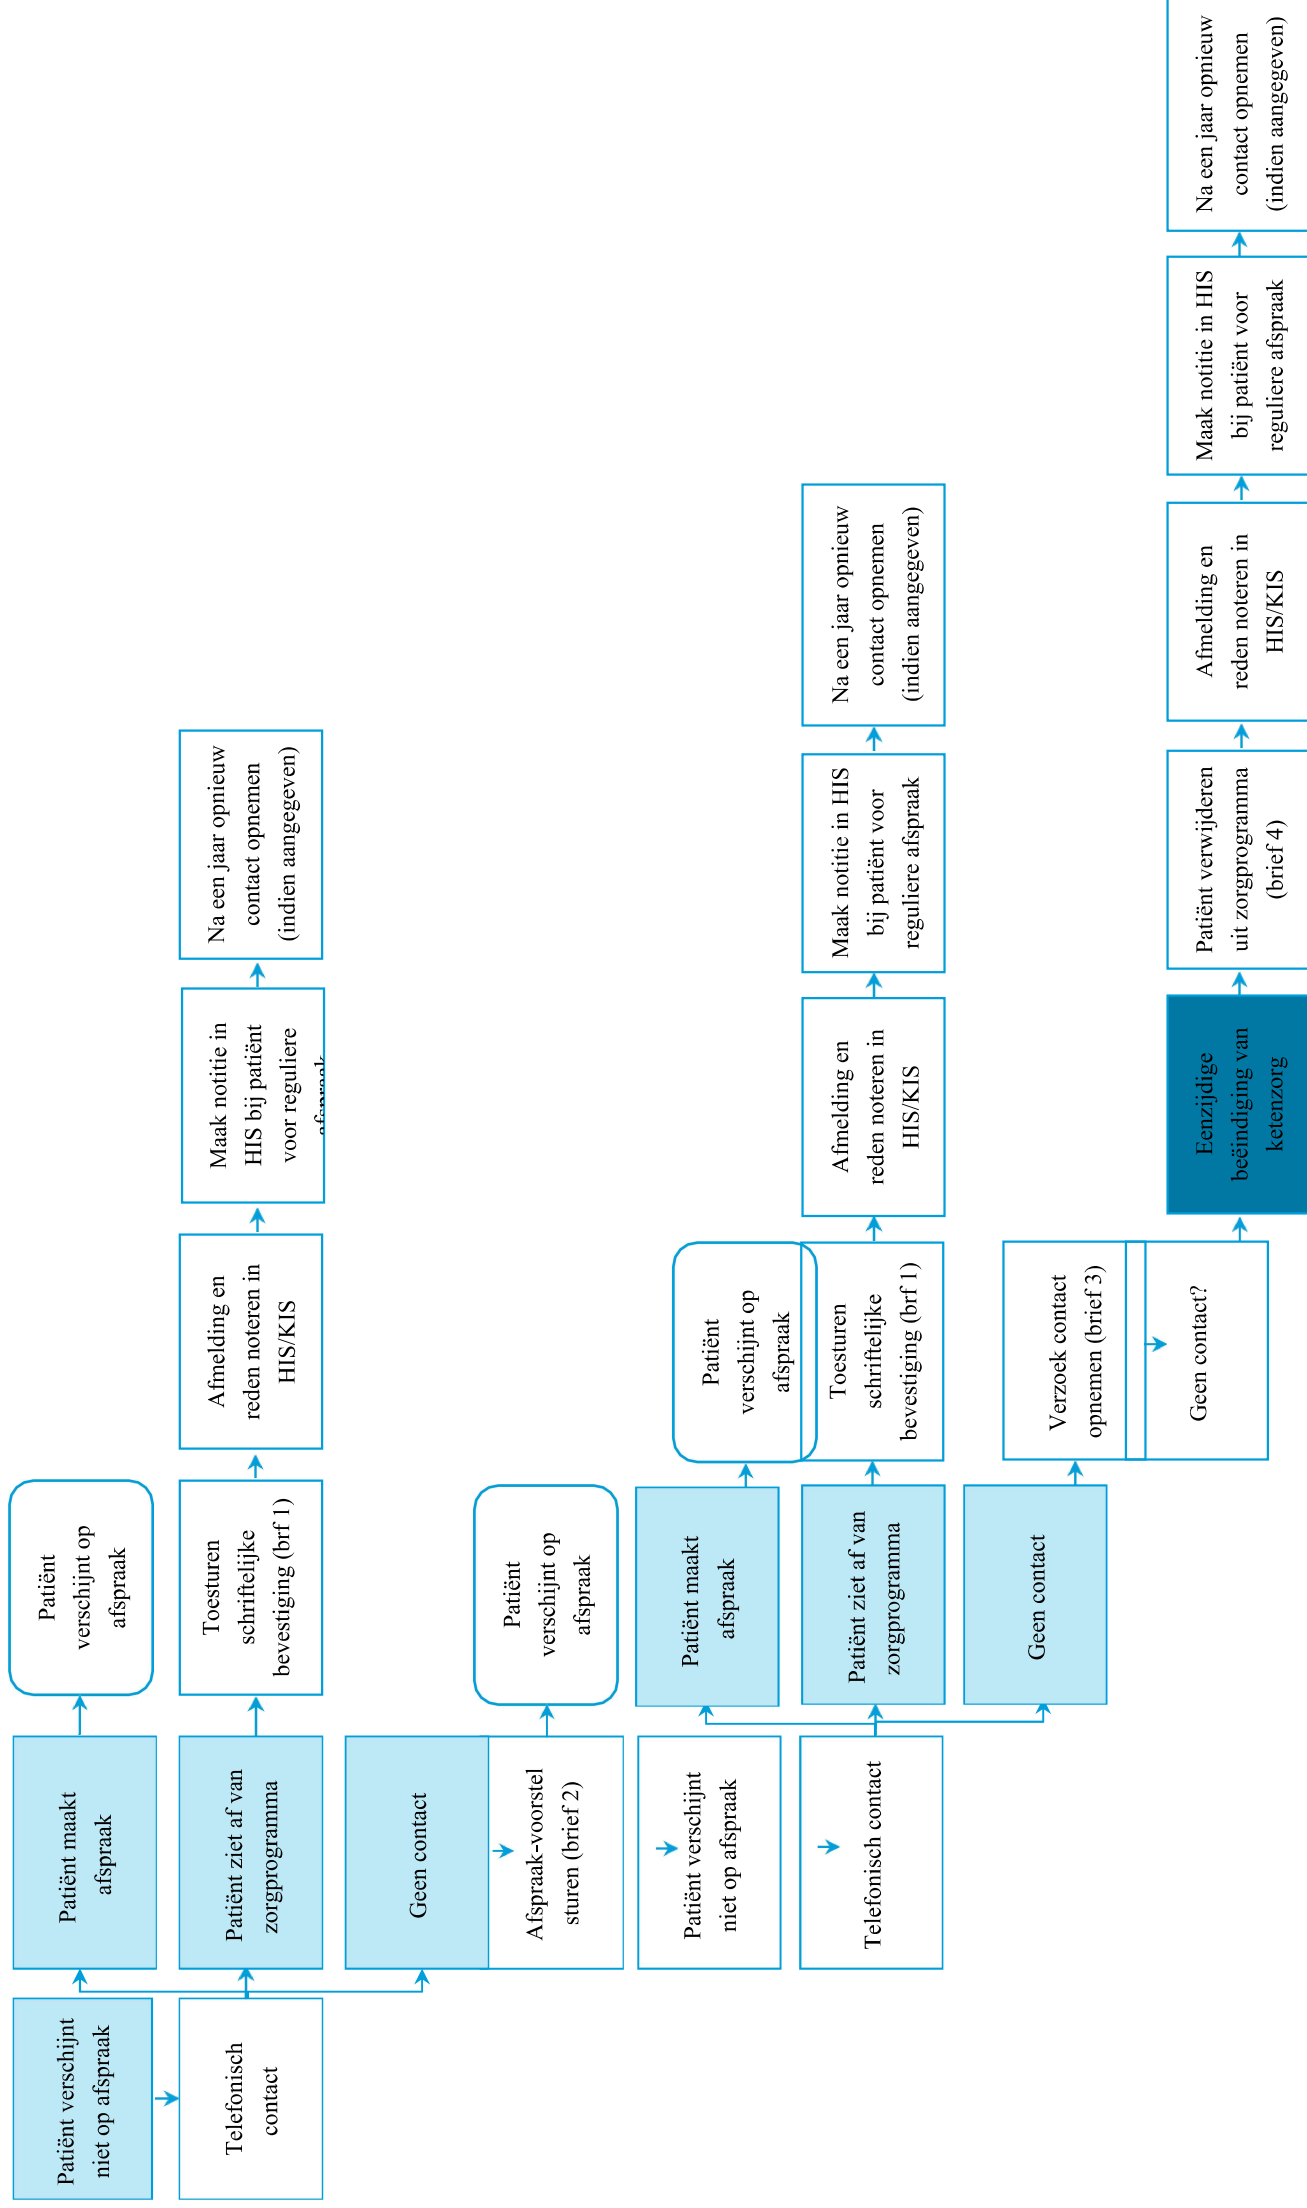 Patiënt verschijnt
niet op afspraak
Patiënt maakt
afspraak
Patiënt
verschijnt op
afspraak
Telefonisch
contact
Patiënt ziet af van
zorgprogramma
Toesturen
schriftelijke
bevestiging (brf 1)
Afmelding en
reden noteren in
HIS/KIS
Maak notitie in
HIS bij patiënt
voor reguliere
afspraak
Na een jaar opnieuw
contact opnemen
(indien aangegeven)
Geen contact
Afspraak-voorstel
sturen (brief 2)
Patiënt
verschijnt op
afspraak
Patiënt verschijnt
niet op afspraak
Patiënt maakt
afspraak
Patiënt
verschijnt op
afspraak
Telefonisch contact
Patiënt ziet af van
zorgprogramma
Toesturen
schriftelijke
bevestiging (brf 1)
Afmelding en
reden noteren in
HIS/KIS
Maak notitie in HIS
bij patiënt voor
reguliere afspraak
Na een jaar opnieuw
contact opnemen
(indien aangegeven)
Geen contact
Verzoek contact
opnemen (brief 3)
Geen contact?
Eenzijdige
beëindiging van
ketenzorg
Patiënt verwijderen
uit zorgprogramma
(brief 4)
Afmelding en
reden noteren in
HIS/KIS
Maak notitie in HIS
bij patiënt voor
reguliere afspraak
Na een jaar opnieuw
contact opnemen
(indien aangegeven)